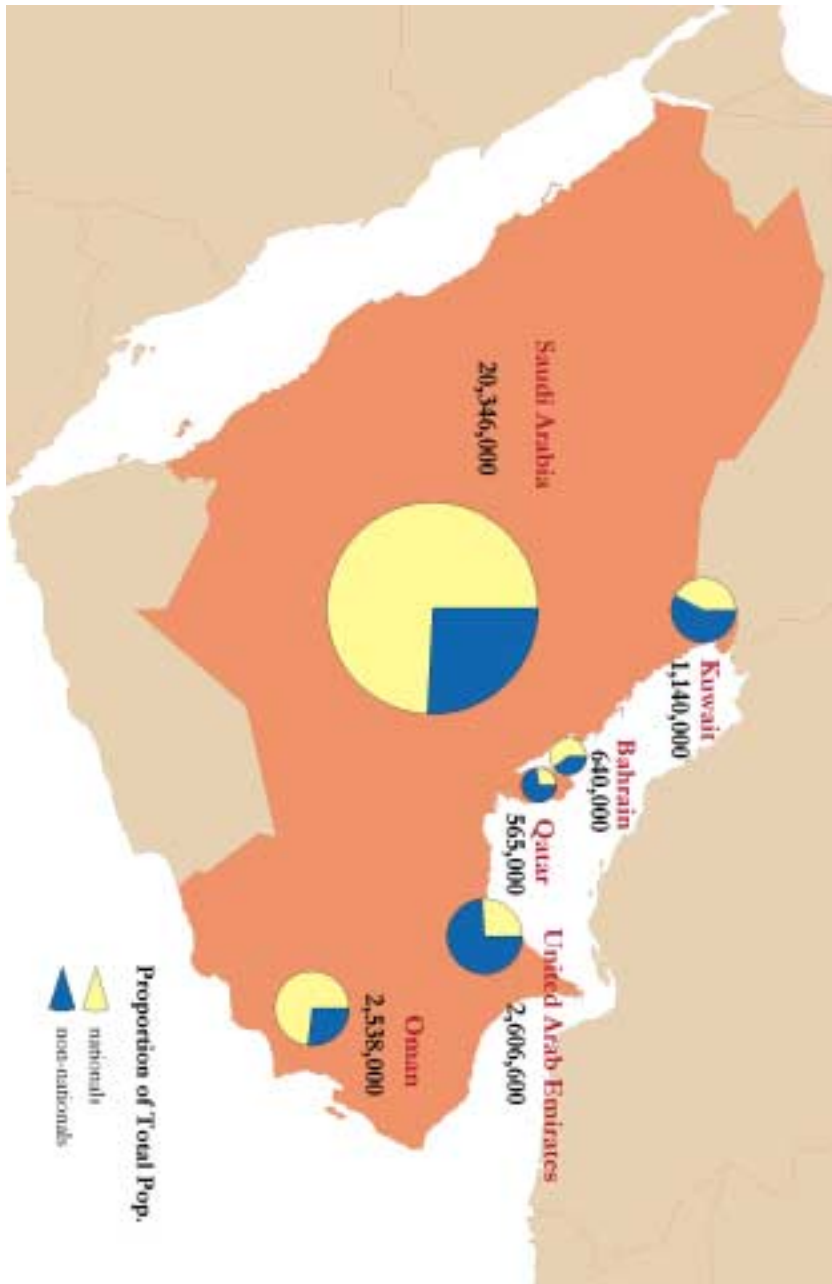 Saudi Arabia
20,346,000
Kuwait
1,140,000
Bahrain
640,000
Qatar
565,000
United Arab Emirates
2,606,600
Oman
2,538,000
Proportion of Total Pop.
nationals
non-nationals